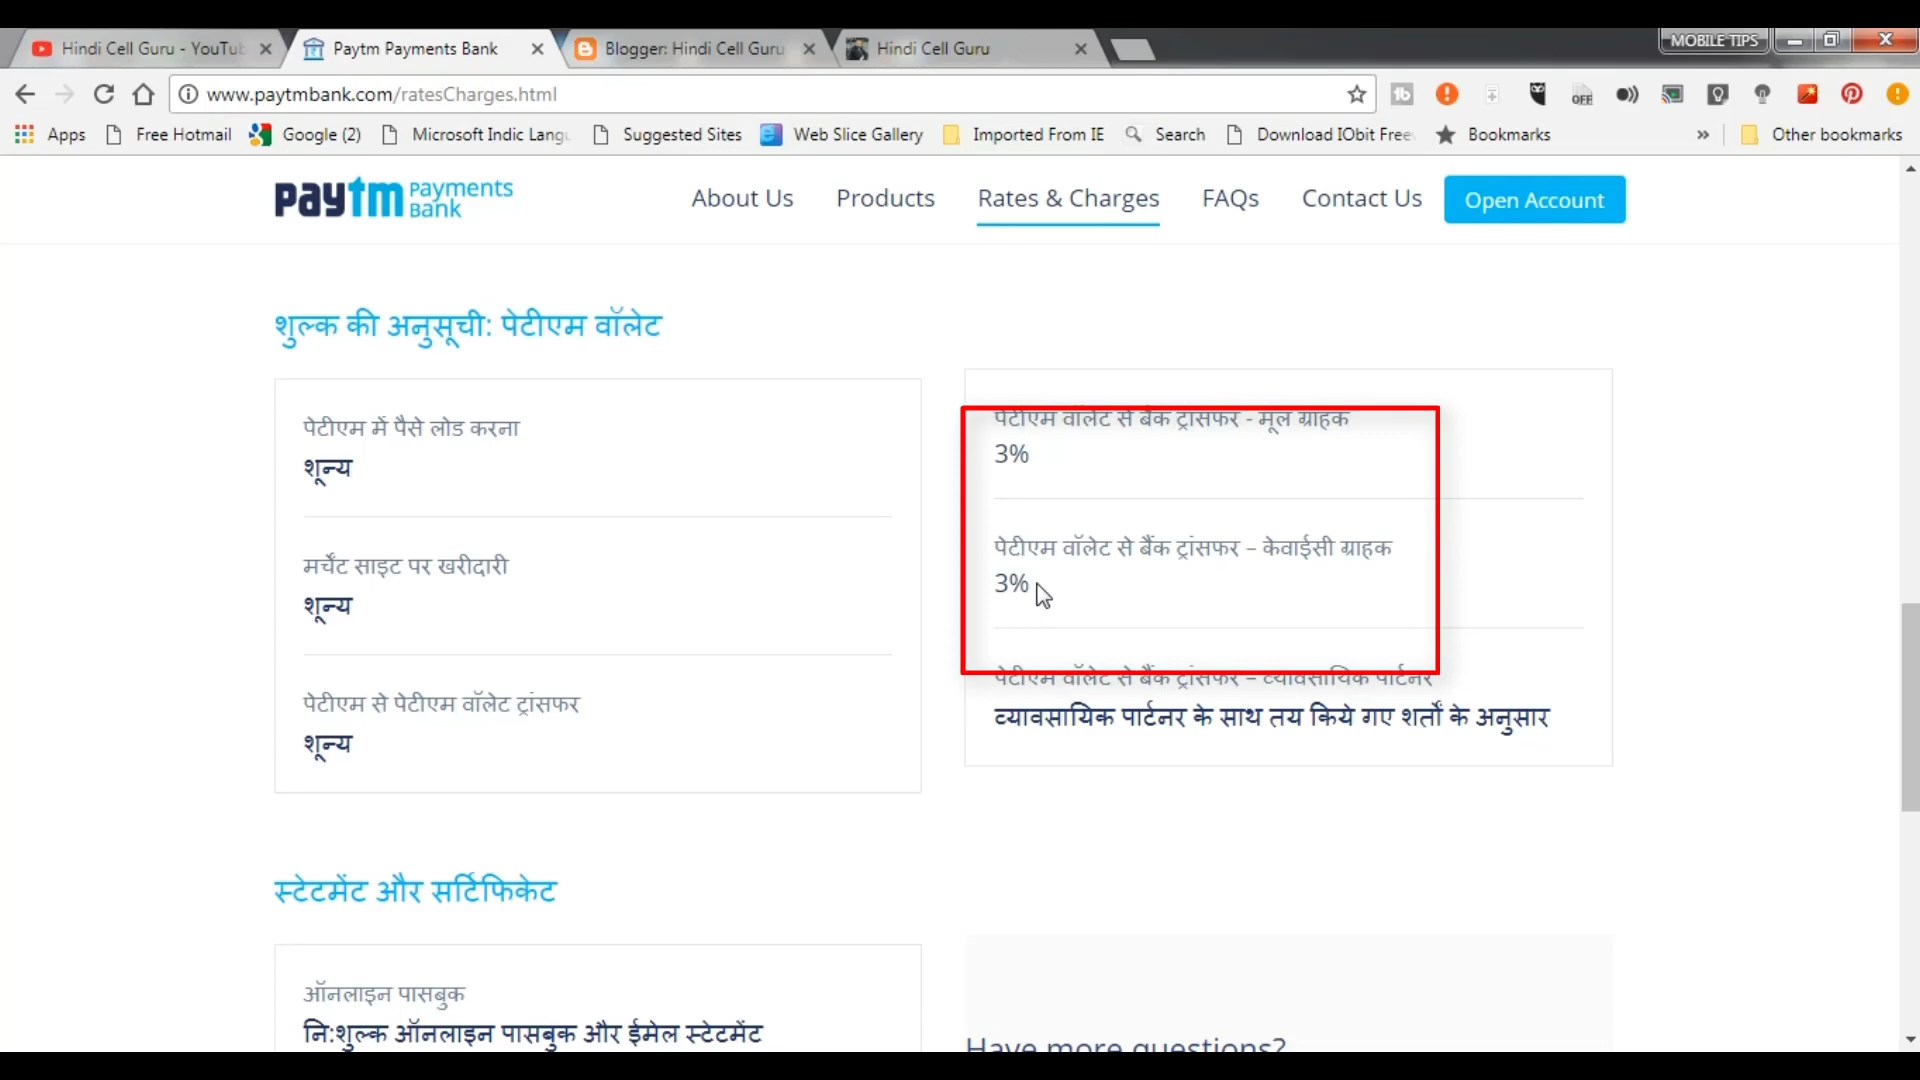 Hindi Cell Guru - YouTub
Paytm Payments Bank
Blogger: Hindi Cell Guru
Hindi Cell Guru
MOBILE TIPS
www.paytmbank.com/ratesCharges.html
Apps
Free Hotmail
Google (2)
Microsoft Indic Lang
Suggested Sites
Web Slice Gallery
Imported From IE
Search
Download IObit Free
Bookmarks
Other bookmarks
paytm Payments Bank
About Us
Products
Rates & Charges
FAQs
Contact Us
Open Account
शुल्क की अनुसूची: पेटीएम वॉलेट
पेटीएम में पैसे लोड करना
शून्य
मर्चेंट साइट पर खरीदारी
शून्य
पेटीएम से पेटीएम वॉलेट ट्रांसफर
शून्य
पेटीएम वॉलेट से बैंक ट्रांसफर - मूल ग्राहक
3%
पेटीएम वॉलेट से बैंक ट्रांसफर – केवाईसी ग्राहक
3%
पेटीएम वॉलेट से बैंक ट्रांसफर – व्यावसायिक पार्टनर
व्यावसायिक पार्टनर के साथ तय किये गए शर्तों के अनुसार
स्टेटमेंट और सर्टिफिकेट
ऑनलाइन पासबुक
नि:शुल्क ऑनलाइन पासबुक और ईमेल स्टेटमेंट
Have more questions?